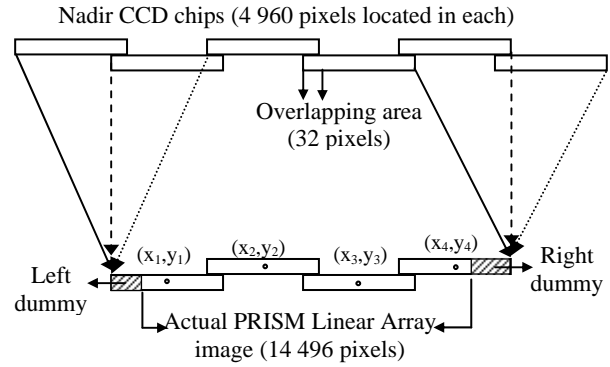 Nadir CCD chips (4 960 pixels located in each)
Overlapping area
(32 pixels)
(x₁,y₁)
(x₂,y₂)
(x₃,y₃)
(x₄,y₄)
Left
dummy
Right
dummy
Actual PRISM Linear Array
image (14 496 pixels)